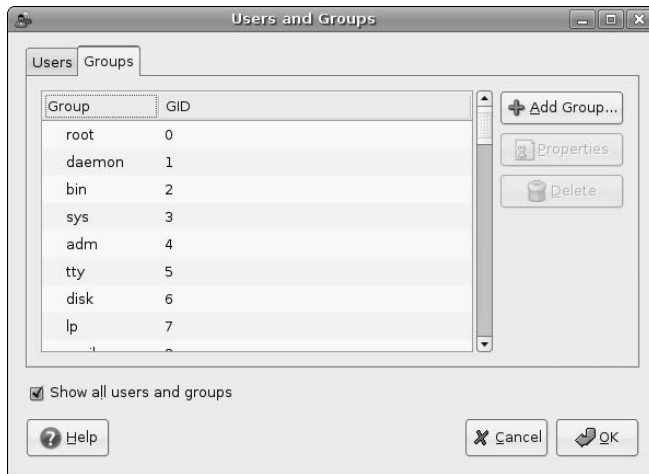 Users and Groups
Users Groups
Group GID
root 0
daemon 1
bin 2
sys 3
adm 4
tty 5
disk 6
lp 7
Add Group...
Properties
Delete
Show all users and groups
Help
Cancel
OK